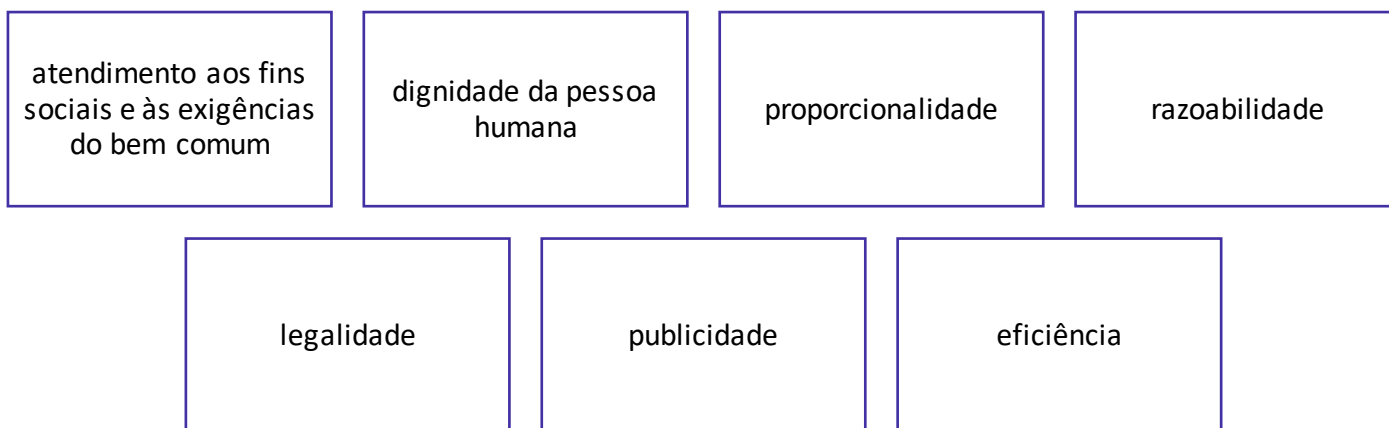 atendimento aos fins
sociais e às exigências
do bem comum
dignidade da pessoa
humana
proporcionalidade
razoabilidade
legalidade
publicidade
eficiência